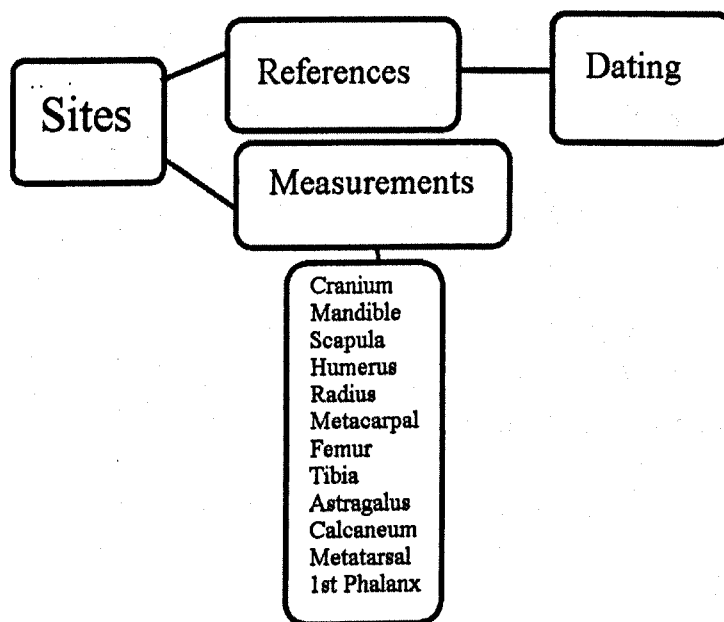 Sites
References
Dating
Measurements
Cranium
Mandible
Scapula
Humerus
Radius
Metacarpal
Femur
Tibia
Astragalus
Calcaneum
Metatarsal
1st Phalanx